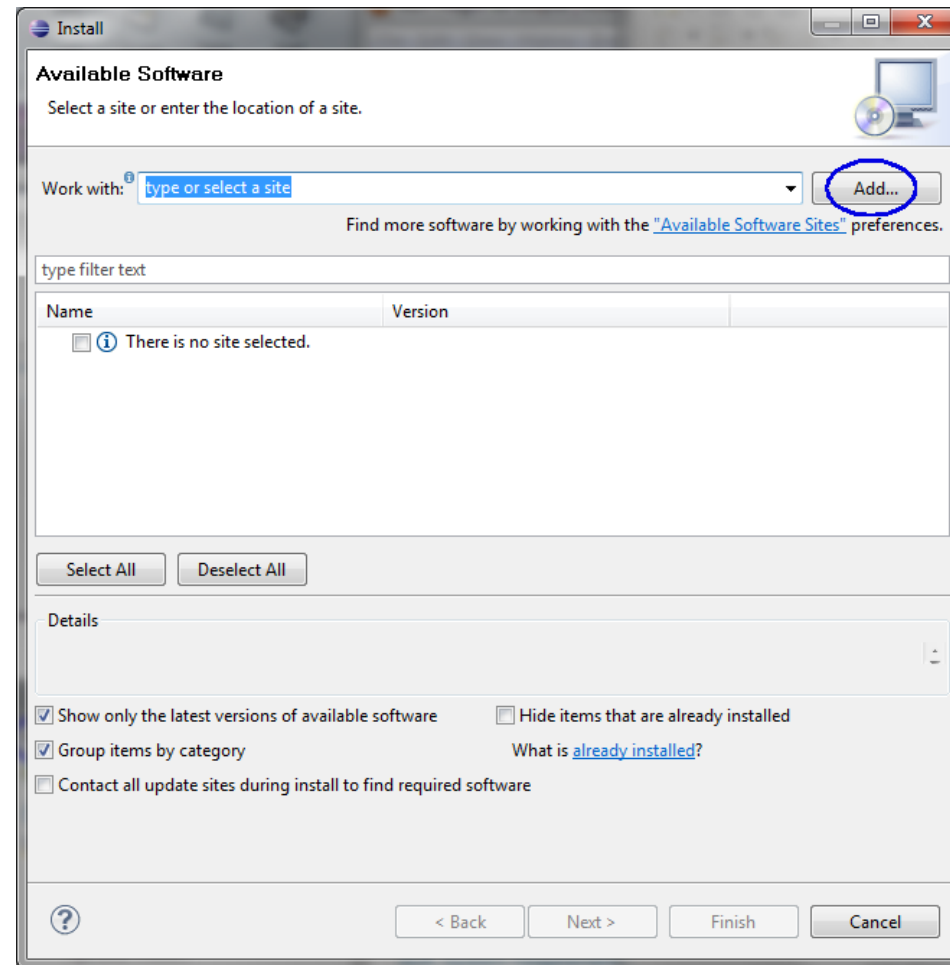 Install
Available Software
Select a site or enter the location of a site.
Work with: type or select a site Add...
Find more software by working with the "Available Software Sites" preferences.
type filter text
Name Version
There is no site selected.
Select All Deselect All
Details
Show only the latest versions of available software Hide items that are already installed
Group items by category What is already installed?
Contact all update sites during install to find required software
< Back Next > Finish Cancel